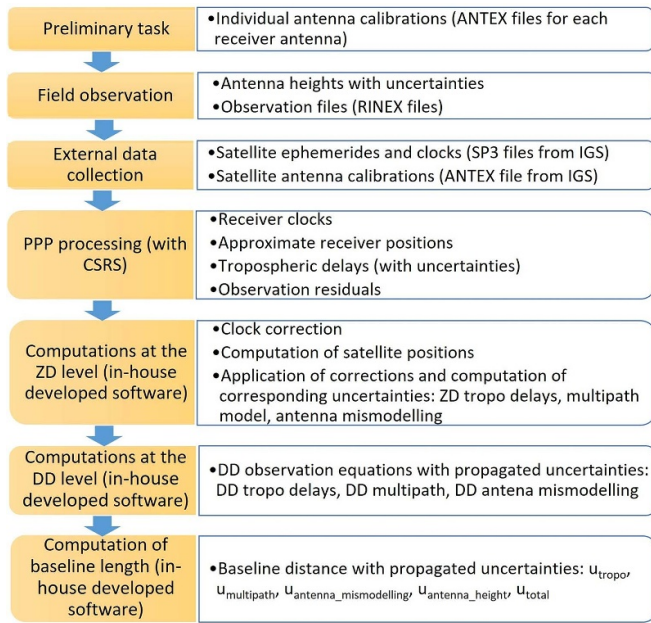 Preliminary task
•Individual antenna calibrations (ANTEX files for each
receiver antenna)
Field observation
•Antenna heights with uncertainties
•Observation files (RINEX files)
External data
collection
•Satellite ephemerides and clocks (SP3 files from IGS)
•Satellite antenna calibrations (ANTEX file from IGS)
PPP processing (with
CSRS)
•Receiver clocks
•Approximate receiver positions
•Tropospheric delays (with uncertainties)
•Observation residuals
Computations at the
ZD level (in-house
developed software)
•Clock correction
•Computation of satellite positions
•Application of corrections and computation of
corresponding uncertainties: ZD tropo delays, multipath
model, antenna mismodelling
Computations at the
DD level (in-house
developed software)
•DD observation equations with propagated uncertainties:
DD tropo delays, DD multipath, DD antena mismodelling
Computation of
baseline length (in-
house developed
software)
•Baseline distance with propagated uncertainties: u_tropo,
u_multipath, u_antenna_mismodelling, u_antenna_height, u_total